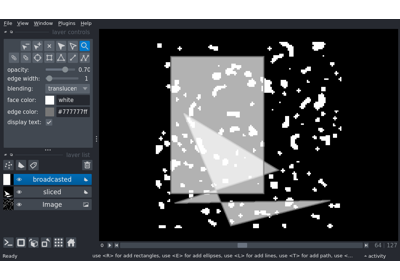 File View Window Plugins Help
layer controls
opacity: 0.70
edge width: 1
blending: translucen
face color: white
edge color: #777777ff
display text:
layer list
broadcasted
sliced
Image
64 127
Ready
use <R> for add rectangles, use <E> for add ellipses, use <L> for add lines, use <T> for add path, use <...
activity